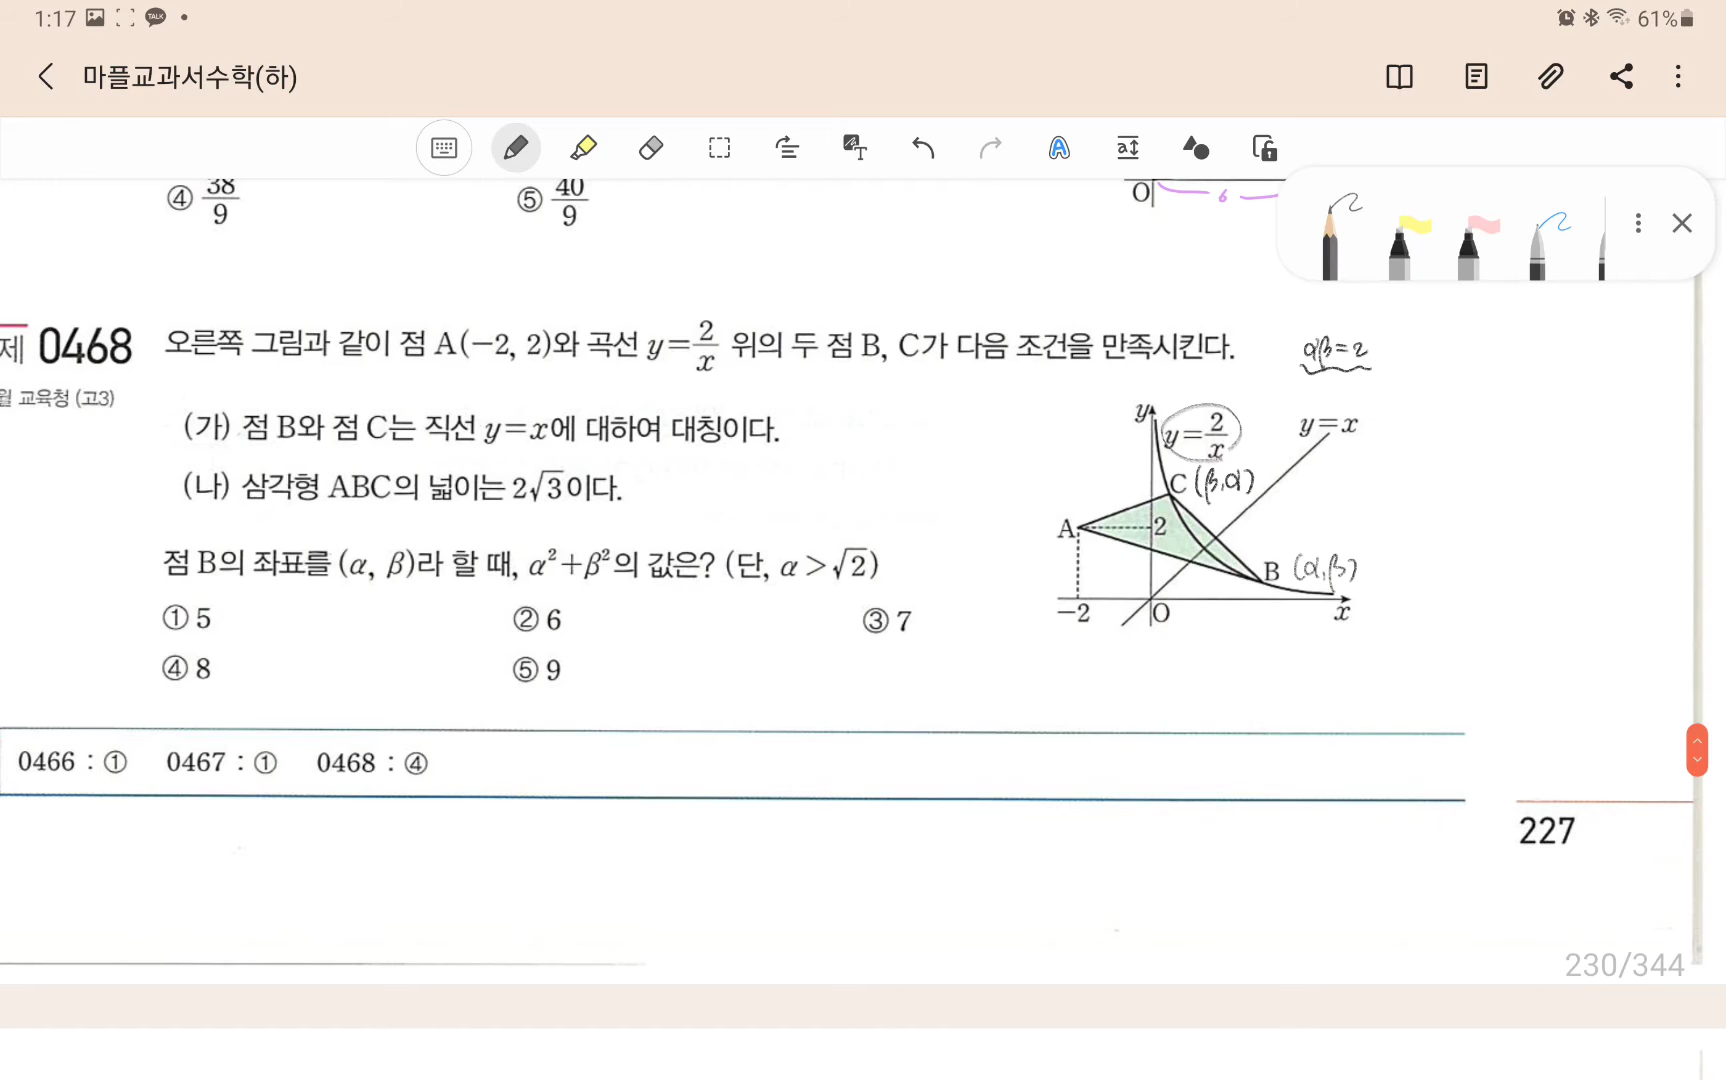 1:17 TALK 61%
마플교과서수학(하)
④ 38/9 ⑤ 40/9
O 6
제 0468 오른쪽 그림과 같이 점 A(−2, 2)와 곡선 y=2/x 위의 두 점 B, C가 다음 조건을 만족시킨다.
αβ=2
월 교육청 (고3)
(가) 점 B와 점 C는 직선 y=x에 대하여 대칭이다.
(나) 삼각형 ABC의 넓이는 2√3이다.
점 B의 좌표를 (α, β)라 할 때, α²+β²의 값은? (단, α>√2)
① 5 ② 6 ③ 7
④ 8 ⑤ 9
y y=2/x y=x
C (β,α)
A 2
B (α,β)
−2 O x
0466 : ① 0467 : ① 0468 : ④
227
230/344